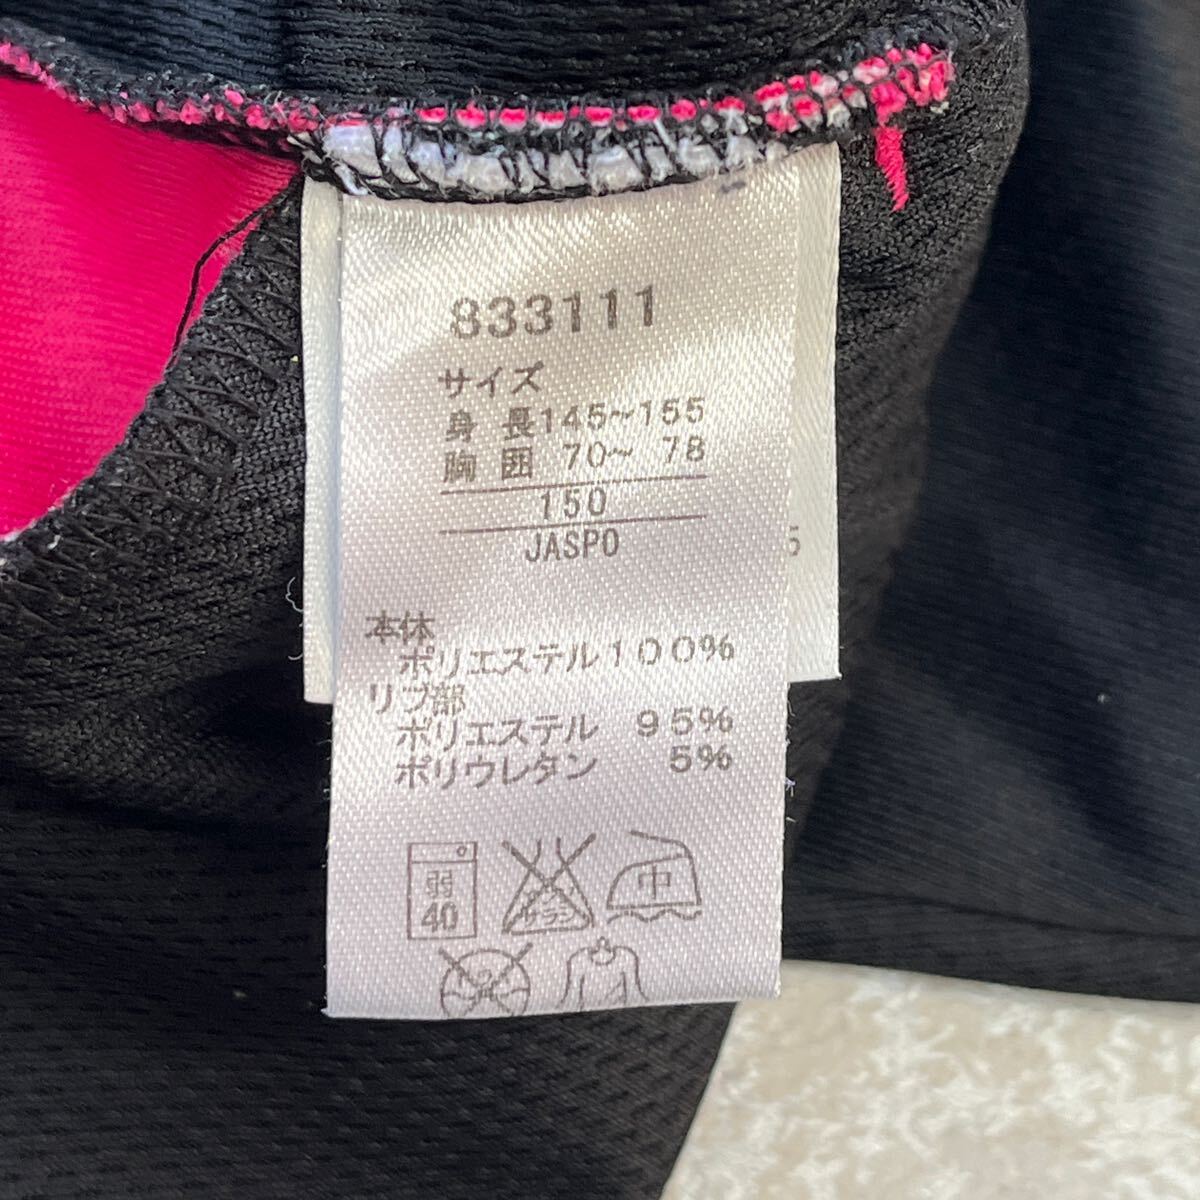 833111
サイズ
身長145~155
胸囲 70~ 78
150
JASPO
5
本体
ポリエステル100%
リブ部
ポリエステル 95%
ポリウレタン 5%
弱
40
中